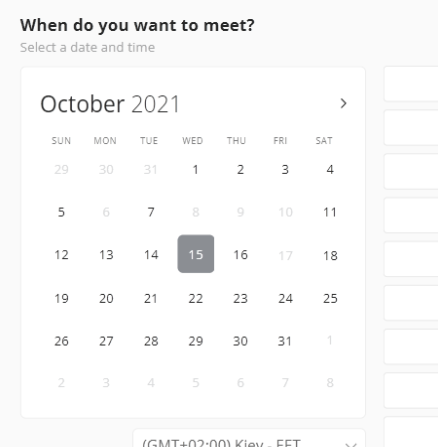 When do you want to meet?
Select a date and time
October 2021
SUN MON TUE WED THU FRI SAT
29 30 31 1 2 3 4
5 6 7 8 9 10 11
12 13 14 15 16 17 18
19 20 21 22 23 24 25
26 27 28 29 30 31 1
2 3 4 5 6 7 8
(GMT+02:00) Kiev - EET